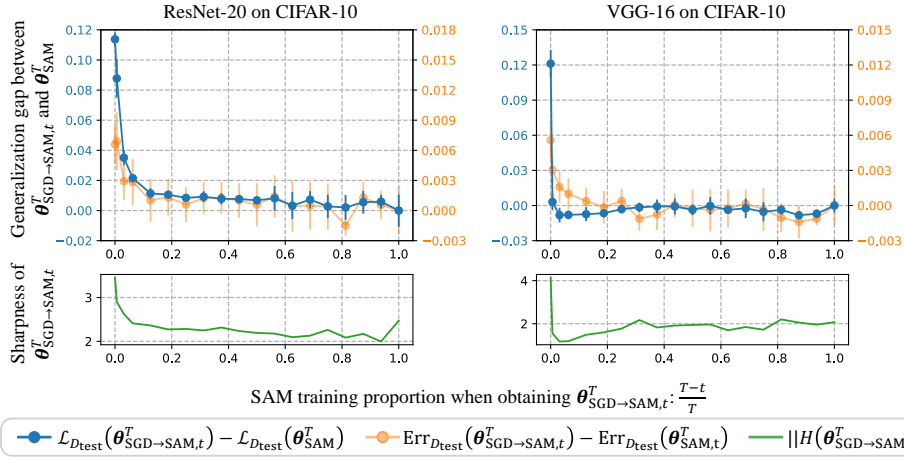 ResNet-20 on CIFAR-10
VGG-16 on CIFAR-10
Generalization gap between
θ^T_SGD→SAM,t and θ^T_SAM
0.12 0.10 0.08 0.06 0.04 0.02 0.00 −0.02
0.018 0.015 0.012 0.009 0.006 0.003 0.000 −0.003
0.15 0.12 0.09 0.06 0.03 0.00 −0.03
0.015 0.012 0.009 0.006 0.003 0.000 −0.003
Sharpness of
θ^T_SGD→SAM,t
3 2
4 2
0.0 0.2 0.4 0.6 0.8 1.0
0.0 0.2 0.4 0.6 0.8 1.0
SAM training proportion when obtaining θ^T_SGD→SAM,t: (T−t)/T
ℒ_D_test(θ^T_SGD→SAM,t) − ℒ_D_test(θ^T_SAM) Err_D_test(θ^T_SGD→SAM,t) − Err_D_test(θ^T_SAM,t) ||H(θ^T_SGD→SAM